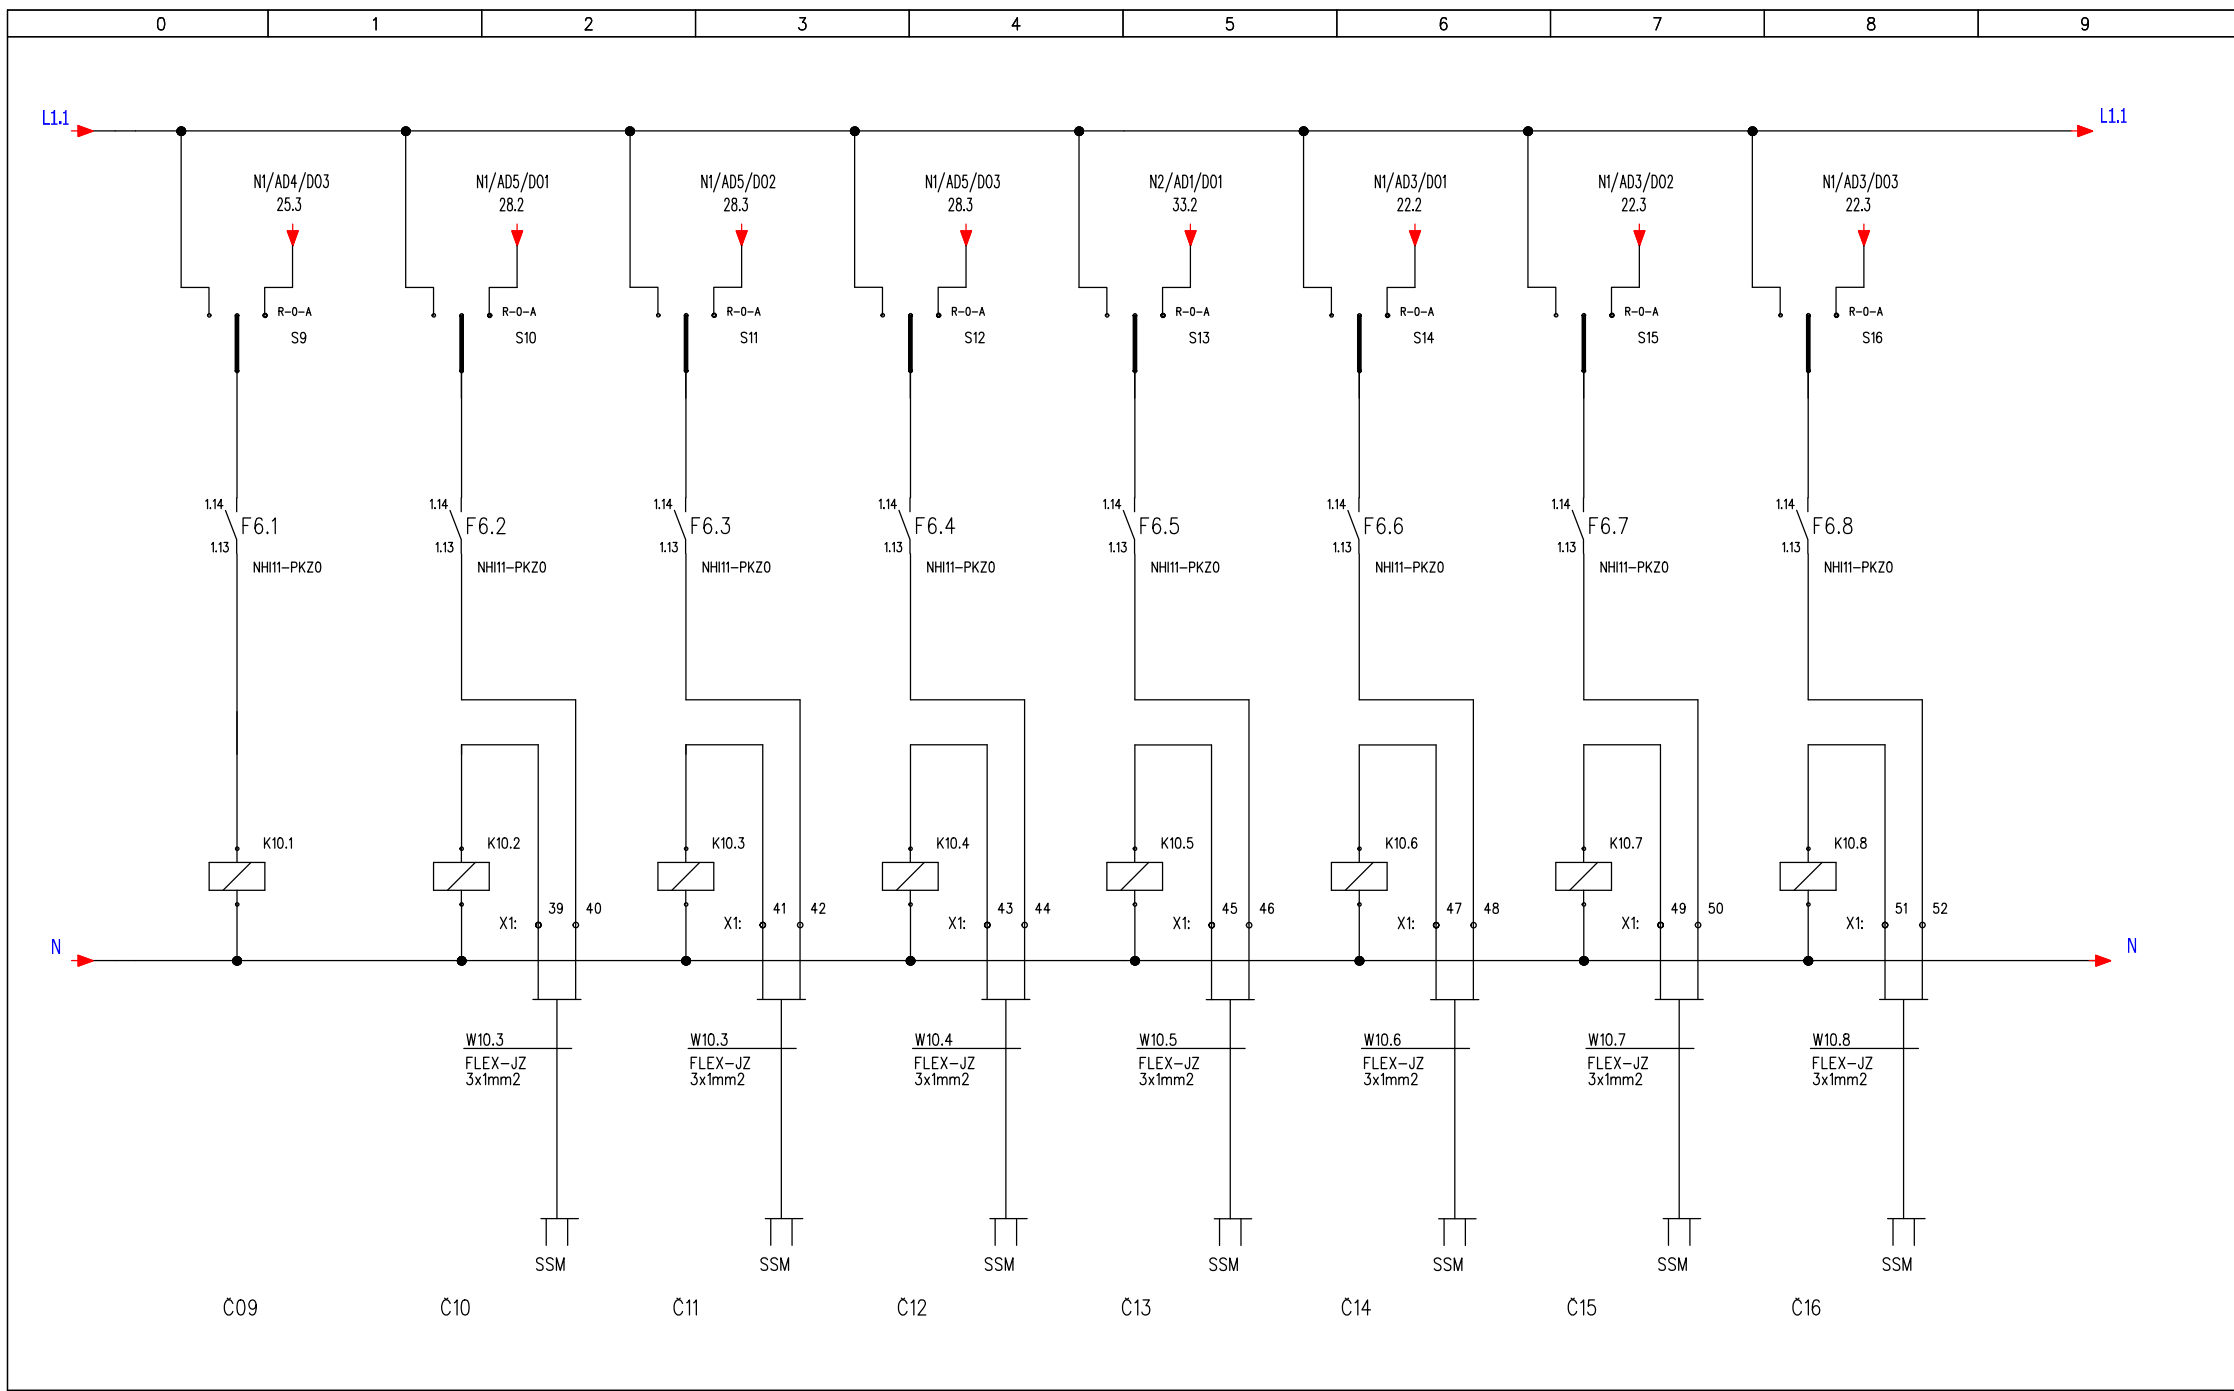 0 1 2 3 4 5 6 7 8 9
L1.1 L1.1
N1/AD4/DO3 N1/AD5/DO1 N1/AD5/DO2 N1/AD5/DO3 N2/AD1/DO1 N1/AD3/DO1 N1/AD3/DO2 N1/AD3/DO3
25.3 28.2 28.3 28.3 33.2 22.2 22.3 22.3
R-0-A R-0-A R-0-A R-0-A R-0-A R-0-A R-0-A R-0-A
S9 S10 S11 S12 S13 S14 S15 S16
1.14 1.14 1.14 1.14 1.14 1.14 1.14 1.14
F6.1 F6.2 F6.3 F6.4 F6.5 F6.6 F6.7 F6.8
1.13 1.13 1.13 1.13 1.13 1.13 1.13 1.13
NHI11-PKZ0 NHI11-PKZ0 NHI11-PKZ0 NHI11-PKZ0 NHI11-PKZ0 NHI11-PKZ0 NHI11-PKZ0 NHI11-PKZ0
K10.1 K10.2 K10.3 K10.4 K10.5 K10.6 K10.7 K10.8
39 40 41 42 43 44 45 46 47 48 49 50 51 52
X1: X1: X1: X1: X1: X1: X1:
N N
W10.3 W10.3 W10.4 W10.5 W10.6 W10.7 W10.8
FLEX-JZ FLEX-JZ FLEX-JZ FLEX-JZ FLEX-JZ FLEX-JZ FLEX-JZ
3x1mm2 3x1mm2 3x1mm2 3x1mm2 3x1mm2 3x1mm2 3x1mm2
SSM SSM SSM SSM SSM SSM SSM
Č09 Č10 Č11 Č12 Č13 Č14 Č15 Č16